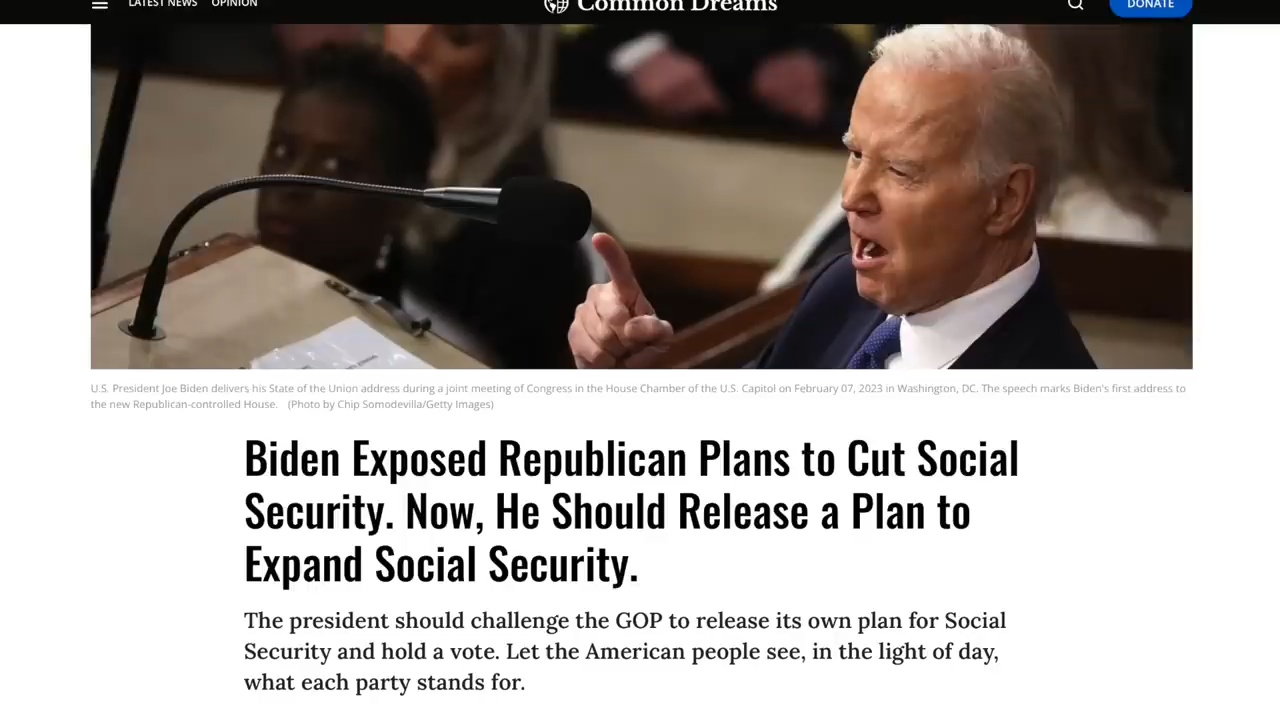 LATEST NEWS OPINION Common Dreams DONATE
U.S. President Joe Biden delivers his State of the Union address during a joint meeting of Congress in the House Chamber of the U.S. Capitol on February 07, 2023 in Washington, DC. The speech marks Biden's first address to
the new Republican-controlled House. (Photo by Chip Somodevilla/Getty Images)
Biden Exposed Republican Plans to Cut Social
Security. Now, He Should Release a Plan to
Expand Social Security.
The president should challenge the GOP to release its own plan for Social
Security and hold a vote. Let the American people see, in the light of day,
what each party stands for.